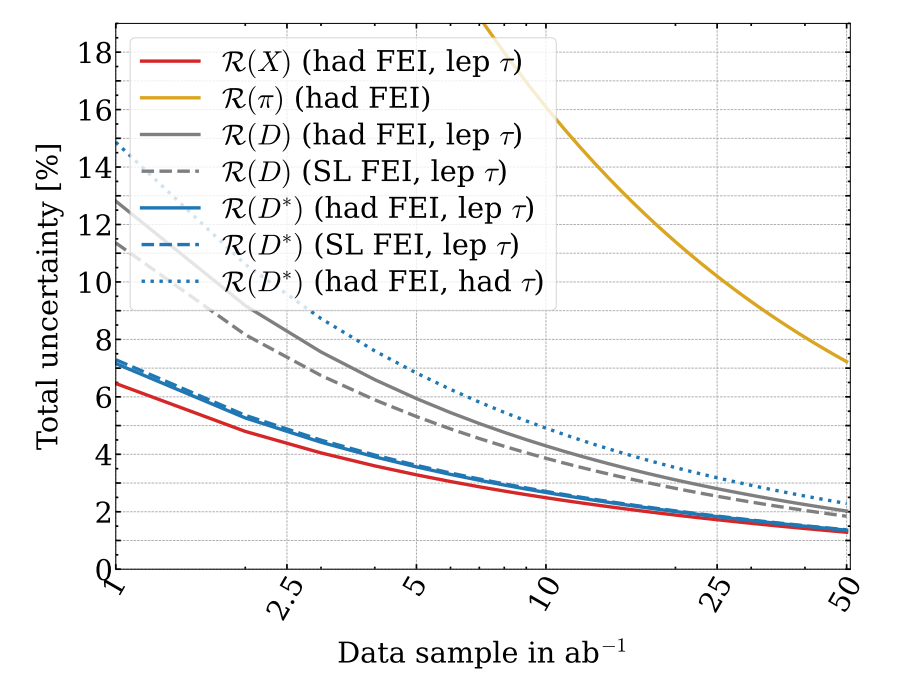 18
16
14
12
10
8
6
4
2
0
Total uncertainty [%]
ℛ(X) (had FEI, lep τ)
ℛ(π) (had FEI)
ℛ(D) (had FEI, lep τ)
ℛ(D) (SL FEI, lep τ)
ℛ(D*) (had FEI, lep τ)
ℛ(D*) (SL FEI, lep τ)
ℛ(D*) (had FEI, had τ)
1 2.5 5 10 25 50
Data sample in ab⁻¹